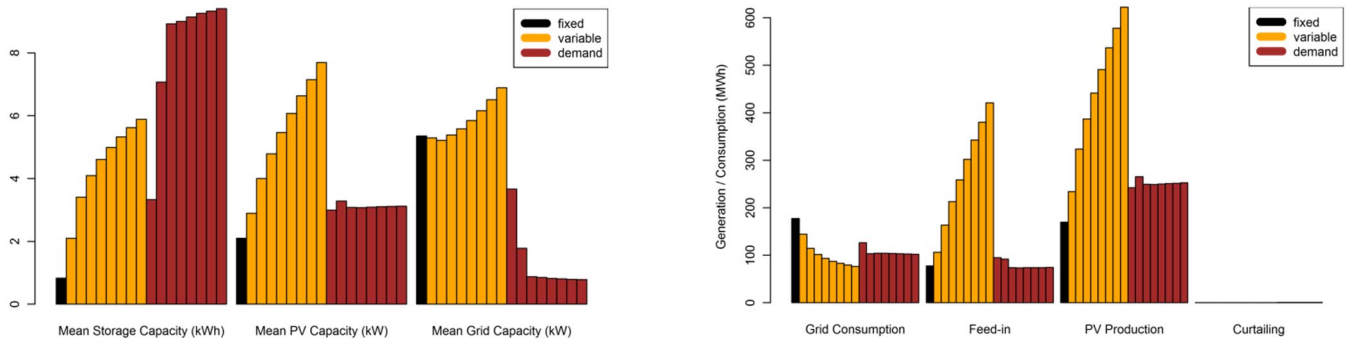 fixed
variable
demand
8
6
4
2
0
Mean Storage Capacity (kWh)
Mean PV Capacity (kW)
Mean Grid Capacity (kW)
fixed
variable
demand
Generation / Consumption (MWh)
600
500
400
300
200
100
0
Grid Consumption
Feed-in
PV Production
Curtailing